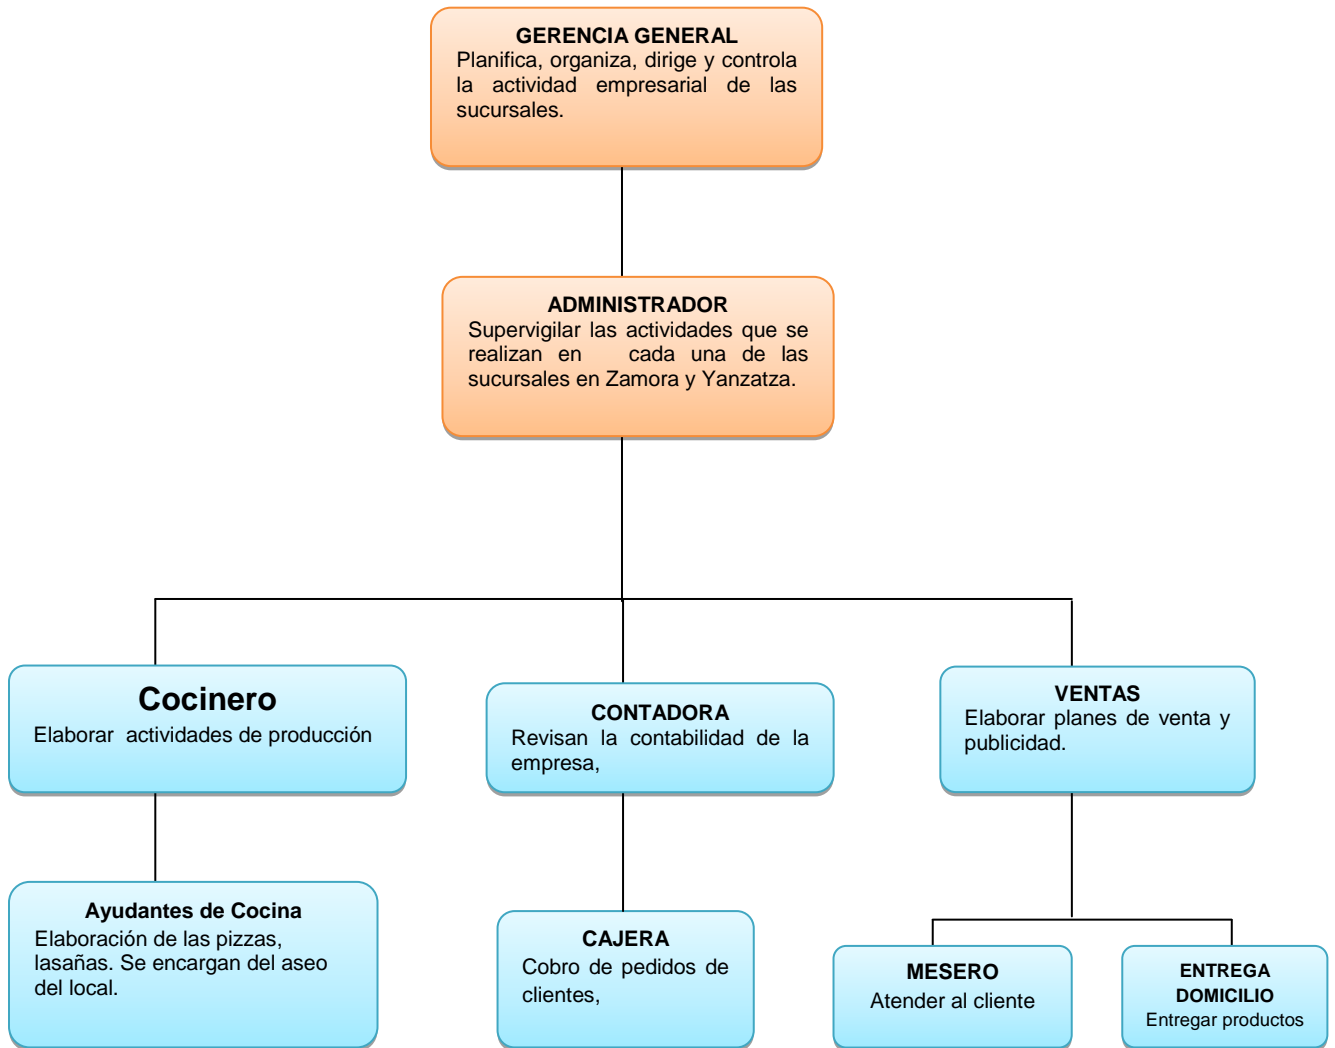 GERENCIA GENERAL
Planifica, organiza, dirige y controla
la actividad empresarial de las
sucursales.
ADMINISTRADOR
Supervigilar las actividades que se
realizan en cada una de las
sucursales en Zamora y Yanzatza.
Cocinero
Elaborar actividades de producción
CONTADORA
Revisan la contabilidad de la
empresa,
VENTAS
Elaborar planes de venta y
publicidad.
Ayudantes de Cocina
Elaboración de las pizzas,
lasañas. Se encargan del aseo
del local.
CAJERA
Cobro de pedidos de
clientes,
MESERO
Atender al cliente
ENTREGA
DOMICILIO
Entregar productos